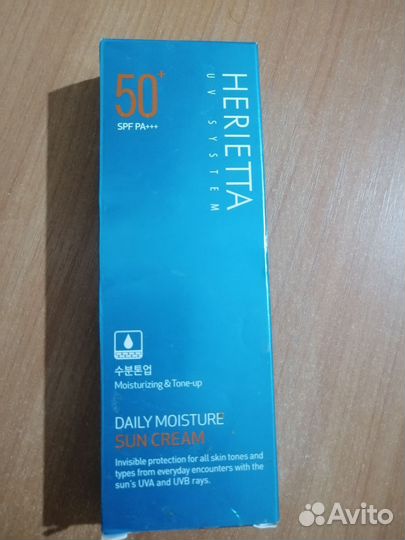 50+
SPF PA+++
HERIETTA
UV SYSTEM
수분톤업
Moisturizing & Tone-up
DAILY MOISTURE
SUN CREAM
Invisible protection for all skin tones and
types from everyday encounters with the
sun's UVA and UVB rays.
Avito